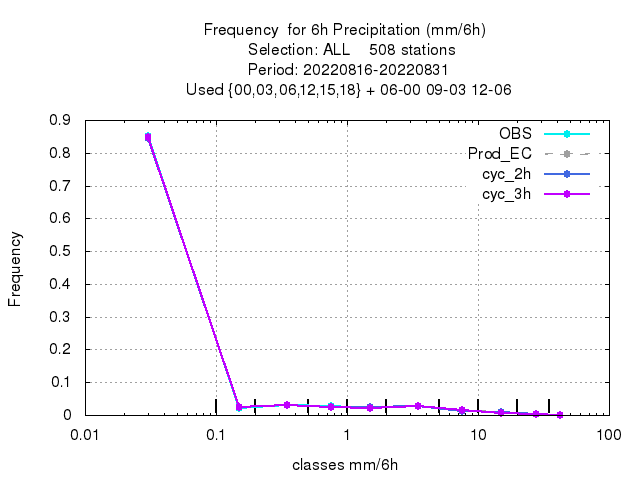 Frequency  for 6h Precipitation (mm/6h)
Selection: ALL    508 stations
Period: 20220816-20220831
Used {00,03,06,12,15,18} + 06-00 09-03 12-06
OBS
Prod_EC
cyc_2h
cyc_3h
0.9
0.8
0.7
0.6
0.5
0.4
0.3
0.2
0.1
0
Frequency
0.01
0.1
1
10
100
classes mm/6h